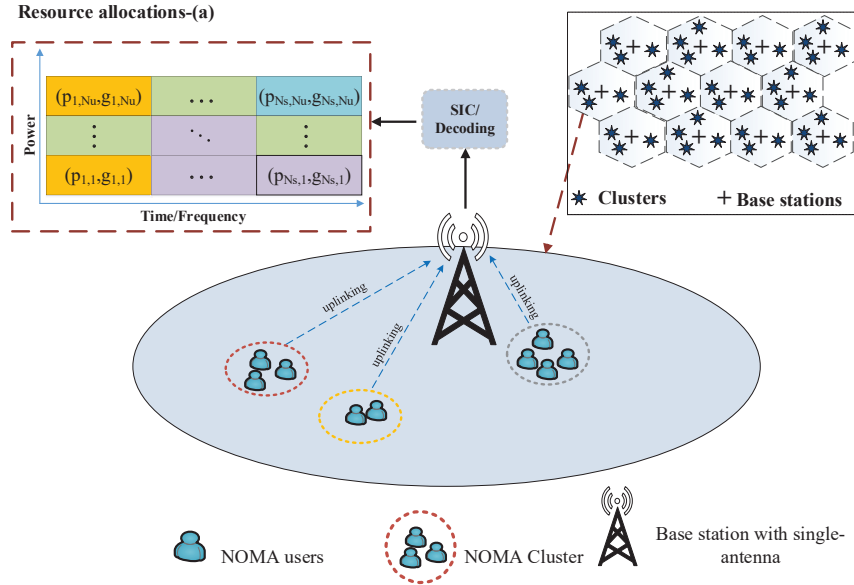 Resource allocations-(a)
Power
(p1,Nu,g1,Nu)
...
(pNs,Nu,gNs,Nu)
(p1,1,g1,1)
...
(pNs,1,gNs,1)
Time/Frequency
SIC/
Decoding
Clusters
+ Base stations
uplinking
uplinking
uplinking
NOMA users
NOMA Cluster
Base station with single-
antenna